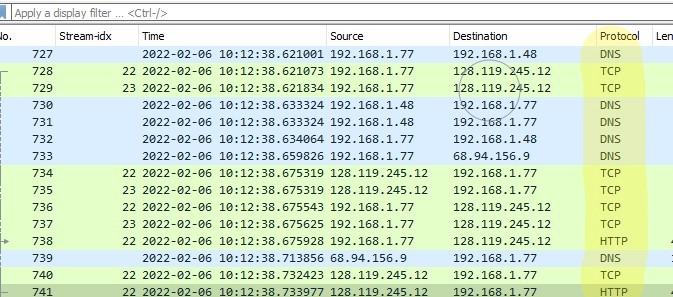 Apply a display filter … <Ctrl-/>
No. Stream-idx Time Source Destination Protocol Len
727 2022-02-06 10:12:38.621001 192.168.1.77 192.168.1.48 DNS
728 22 2022-02-06 10:12:38.621073 192.168.1.77 128.119.245.12 TCP
729 23 2022-02-06 10:12:38.621834 192.168.1.77 128.119.245.12 TCP
730 2022-02-06 10:12:38.633324 192.168.1.48 192.168.1.77 DNS
731 2022-02-06 10:12:38.633324 192.168.1.48 192.168.1.77 DNS
732 2022-02-06 10:12:38.634064 192.168.1.77 192.168.1.48 DNS
733 2022-02-06 10:12:38.659826 192.168.1.77 68.94.156.9 DNS
734 22 2022-02-06 10:12:38.675319 128.119.245.12 192.168.1.77 TCP
735 23 2022-02-06 10:12:38.675319 128.119.245.12 192.168.1.77 TCP
736 22 2022-02-06 10:12:38.675543 192.168.1.77 128.119.245.12 TCP
737 23 2022-02-06 10:12:38.675625 192.168.1.77 128.119.245.12 TCP
738 22 2022-02-06 10:12:38.675928 192.168.1.77 128.119.245.12 HTTP
739 2022-02-06 10:12:38.713856 68.94.156.9 192.168.1.77 DNS
740 22 2022-02-06 10:12:38.732423 128.119.245.12 192.168.1.77 TCP
741 22 2022-02-06 10:12:38.733977 128.119.245.12 192.168.1.77 HTTP